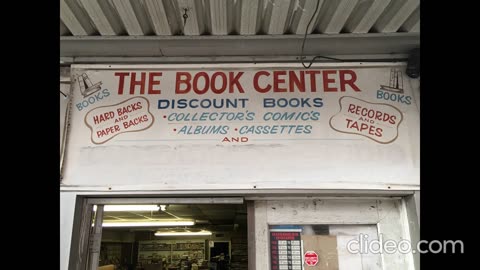 THE BOOK CENTER
BOOKS
BOOKS
DISCOUNT BOOKS
HARD BACKS
AND
PAPER BACKS
·COLLECTOR'S COMIC'S
·ALBUMS ·CASSETTES
AND
RECORDS
AND
TAPES
clideo.com